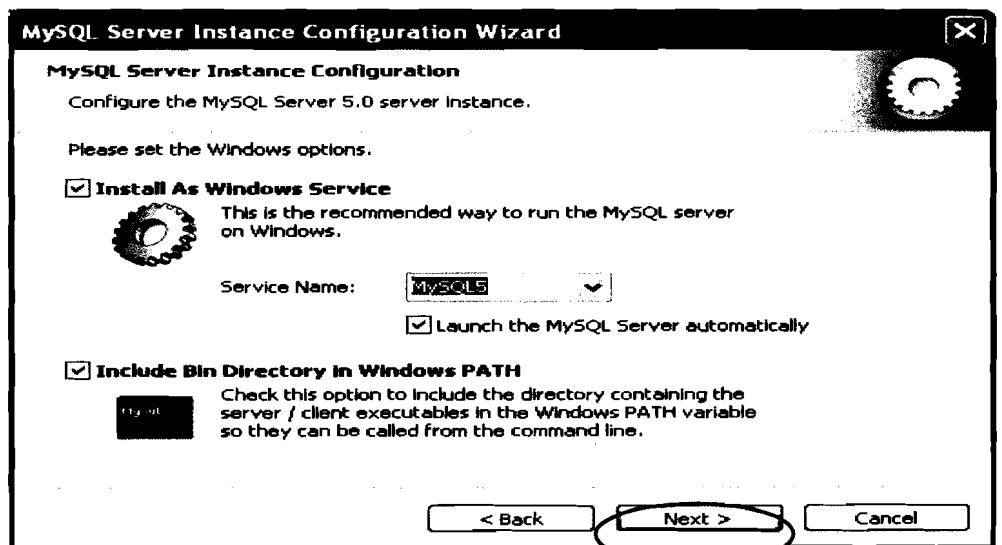 MySQL Server Instance Configuration Wizard
MySQL Server Instance Configuration
Configure the MySQL Server 5.0 server instance.
Please set the Windows options.
Install As Windows Service
This is the recommended way to run the MySQL server
on Windows.
Service Name: MySQL5
Launch the MySQL Server automatically
Include Bin Directory in Windows PATH
Check this option to include the directory containing the
server / client executables in the Windows PATH variable
so they can be called from the command line.
< Back Next > Cancel